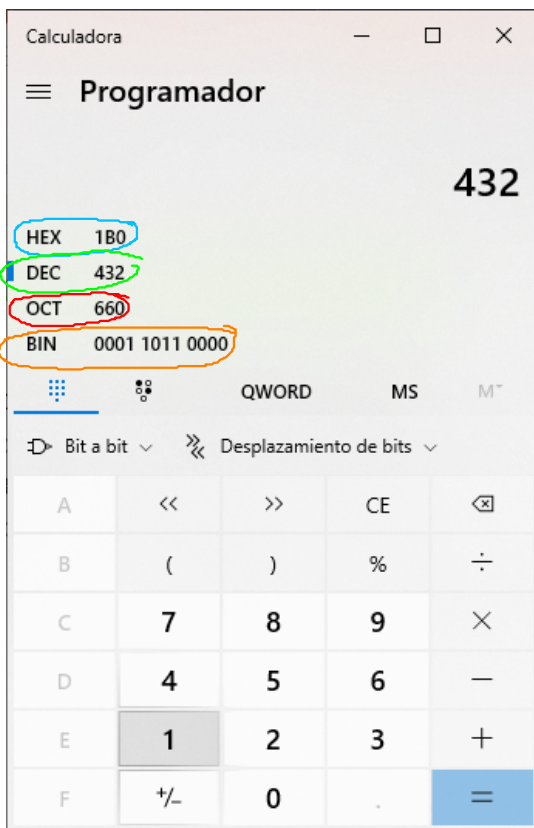 Calculadora
Programador
432
HEX 1B0
DEC 432
OCT 660
BIN 0001 1011 0000
QWORD MS M˅
Bit a bit Desplazamiento de bits
A << >> CE
B ( ) % ÷
C 7 8 9 ×
D 4 5 6 −
E 1 2 3 +
F +/− 0 . =